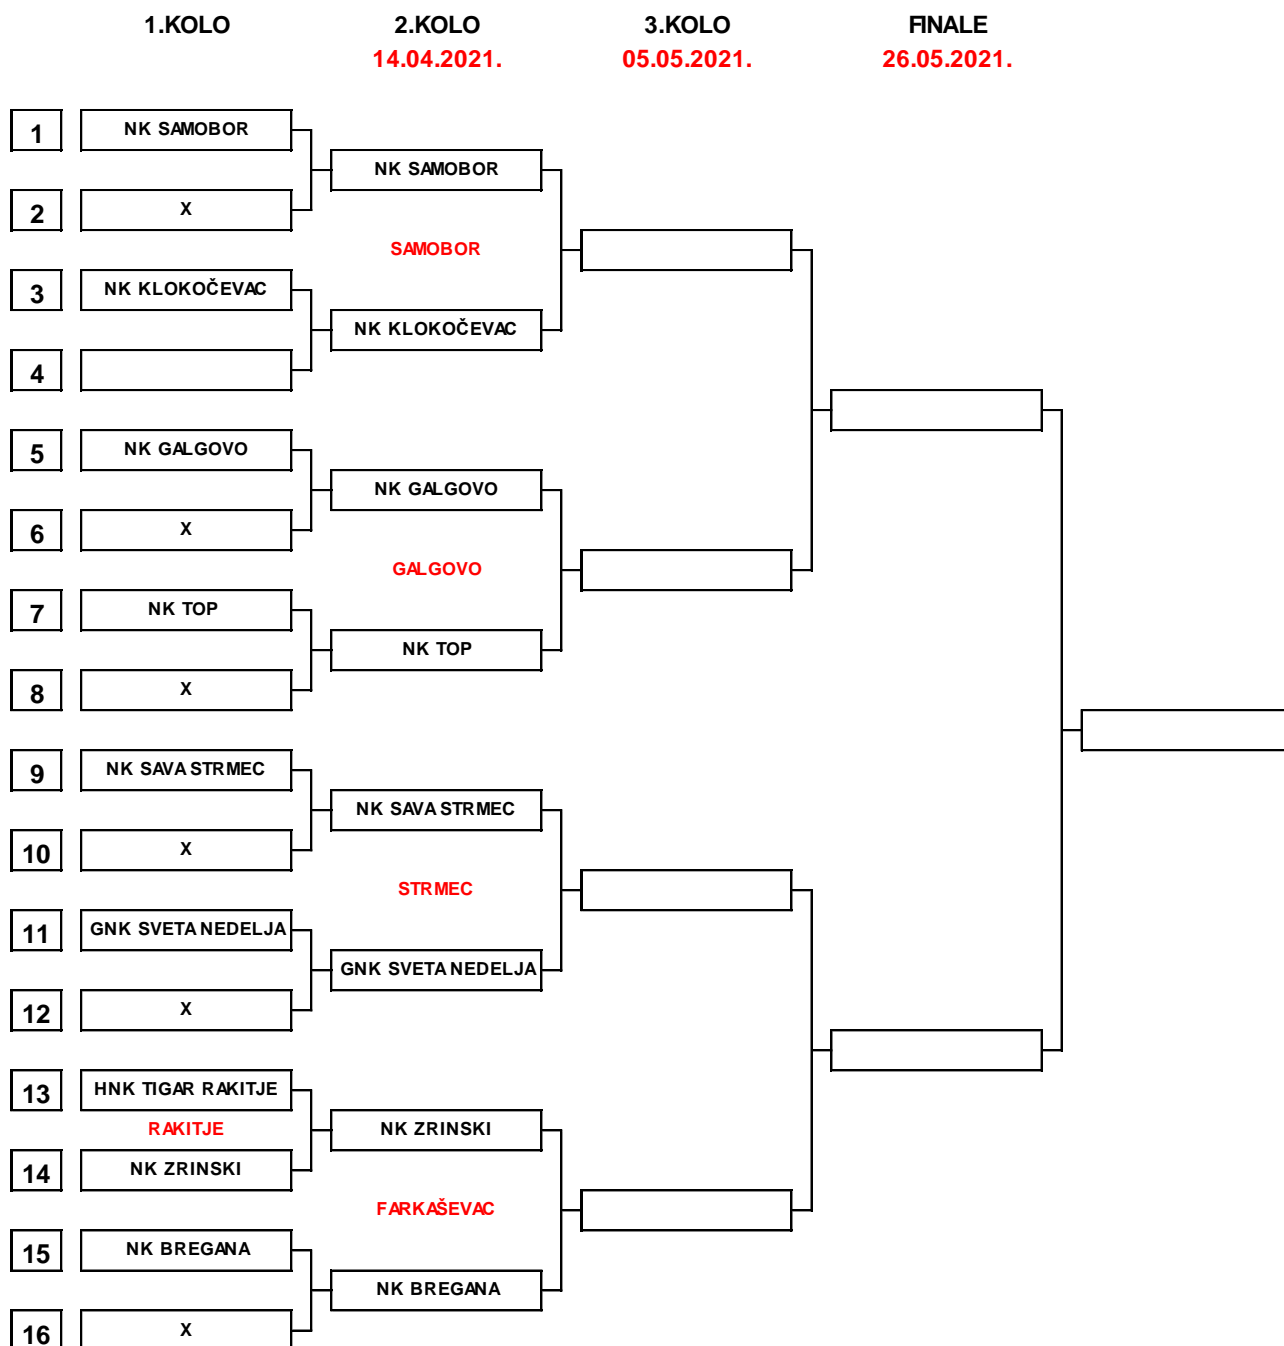 1.KOLO 2.KOLO 3.KOLO FINALE
14.04.2021. 05.05.2021. 26.05.2021.
1 NK SAMOBOR
NK SAMOBOR
2 X
SAMOBOR
3 NK KLOKOČEVAC
NK KLOKOČEVAC
4
5 NK GALGOVO
NK GALGOVO
6 X
GALGOVO
7 NK TOP
NK TOP
8 X
9 NK SAVA STRMEC
NK SAVA STRMEC
10 X
STRMEC
11 GNK SVETA NEDELJA
GNK SVETA NEDELJA
12 X
13 HNK TIGAR RAKITJE
RAKITJE NK ZRINSKI
14 NK ZRINSKI
FARKAŠEVAC
15 NK BREGANA
NK BREGANA
16 X